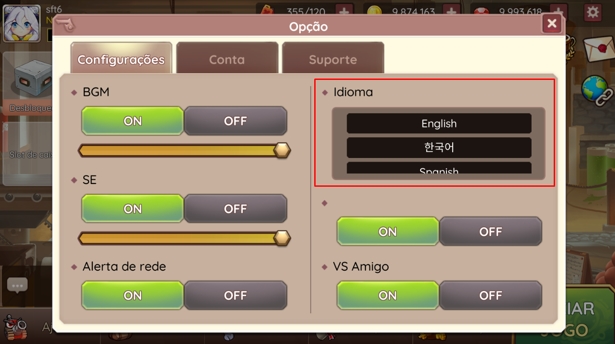 sft6
355/120
9,874,163
9,993,618
Opção
Configurações
Conta
Suporte
BGM
ON
OFF
Idioma
English
한국어
Spanish
SE
ON
OFF
ON
OFF
Alerta de rede
ON
OFF
VS Amigo
ON
OFF